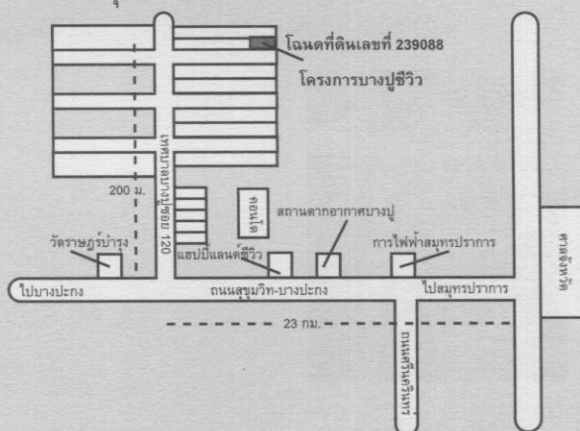 โฉนดที่ดินเลขที่ 239088
โครงการบางปูซีวิว
เทศบาลบางปูซอย 120
200 ม.
คอนโด
สถานตากอากาศบางปู
วัดราษฎร์บำรุง
แฮปปี้แลนด์ซีวิว
การไฟฟ้าสมุทรปราการ
ศาลจังหวัด
ไปบางปะกง
ถนนสุขุมวิท-บางปะกง
ไปสมุทรปราการ
23 กม.
ถนนศรีนครินทร์